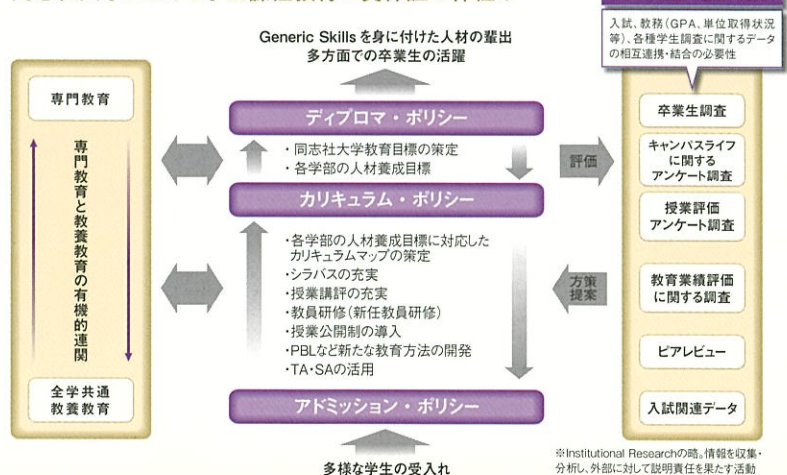 Generic Skills を身に付けた人材の輩出
多方面での卒業生の活躍
入試、教務（GPA、単位取得状況
等）、各種学生調査に関するデータ
の相互連携・結合の必要性
専門教育
専門教育と教養教育の有機的連関
全学共通
教養教育
ディプロマ・ポリシー
・同志社大学教育目標の策定
・各学部の人材養成目標
カリキュラム・ポリシー
・各学部の人材養成目標に対応した
カリキュラムマップの策定
・シラバスの充実
・授業講評の充実
・教員研修（新任教員研修）
・授業公開制の導入
・PBLなど新たな教育方法の開発
・TA・SAの活用
アドミッション・ポリシー
多様な学生の受入れ
評価
方策
提案
卒業生調査
キャンパスライフ
に関する
アンケート調査
授業評価
アンケート調査
教育業績評価
に関する調査
ピアレビュー
入試関連データ
※Institutional Researchの略。情報を収集・
分析し、外部に対して説明責任を果たす活動